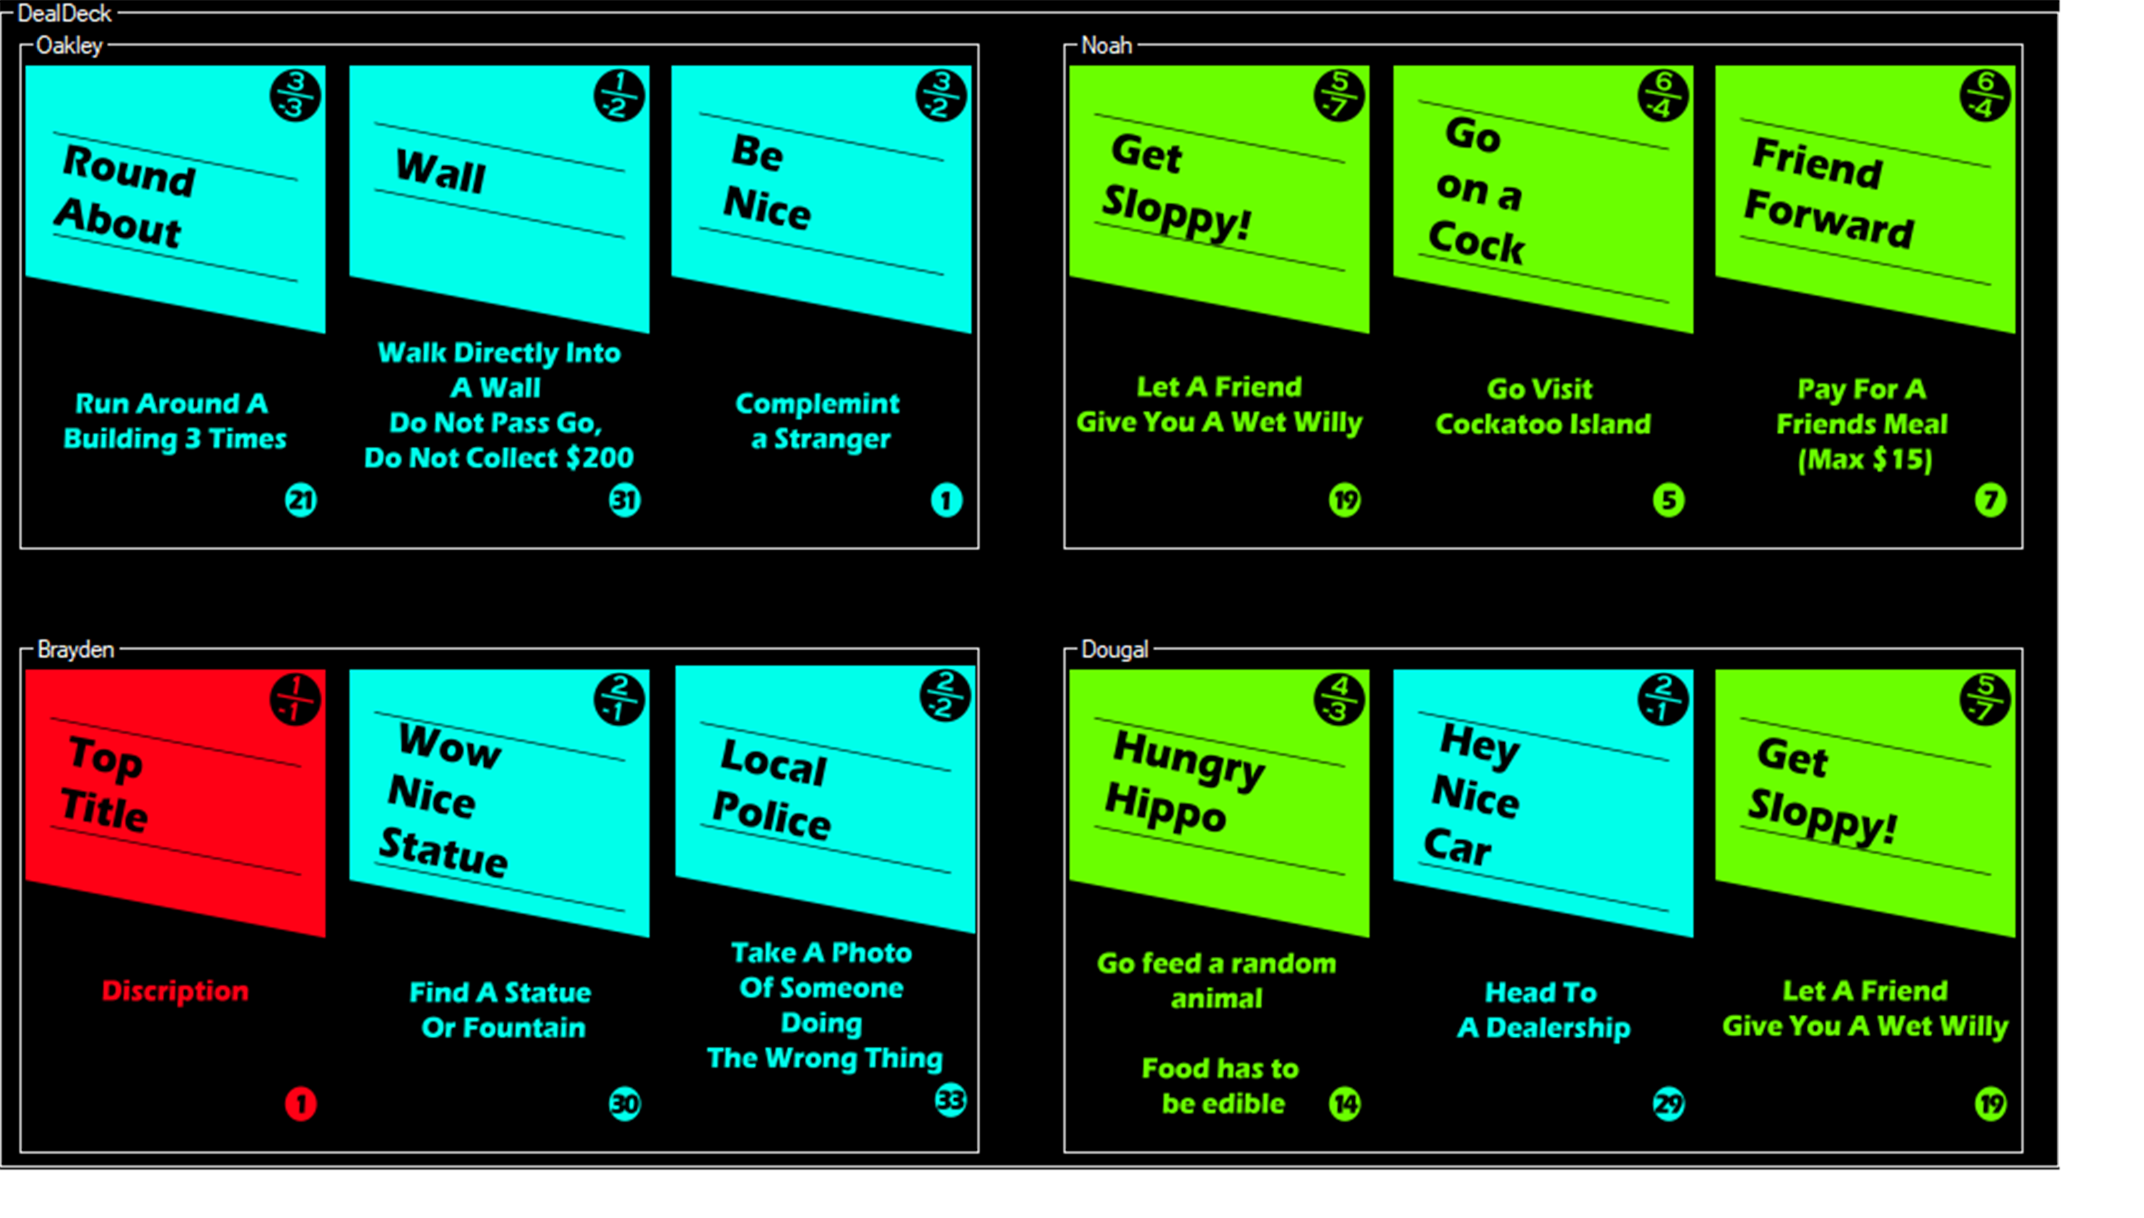 DealDeck
Oakley
3
-3
Round
About
Run Around A
Building 3 Times
21
1
-2
Wall
Walk Directly Into
A Wall
Do Not Pass Go,
Do Not Collect $200
31
3
-2
Be
Nice
Complemint
a Stranger
1
Noah
5
-7
Get
Sloppy!
Let A Friend
Give You A Wet Willy
19
6
-4
Go
on a
Cock
Go Visit
Cockatoo Island
5
6
-4
Friend
Forward
Pay For A
Friends Meal
(Max $15)
7
Brayden
1
-1
Top
Title
Discription
1
2
-1
Wow
Nice
Statue
Find A Statue
Or Fountain
30
2
-2
Local
Police
Take A Photo
Of Someone
Doing
The Wrong Thing
33
Dougal
4
-3
Hungry
Hippo
Go feed a random
animal
Food has to
be edible
14
2
-1
Hey
Nice
Car
Head To
A Dealership
29
5
-7
Get
Sloppy!
Let A Friend
Give You A Wet Willy
19